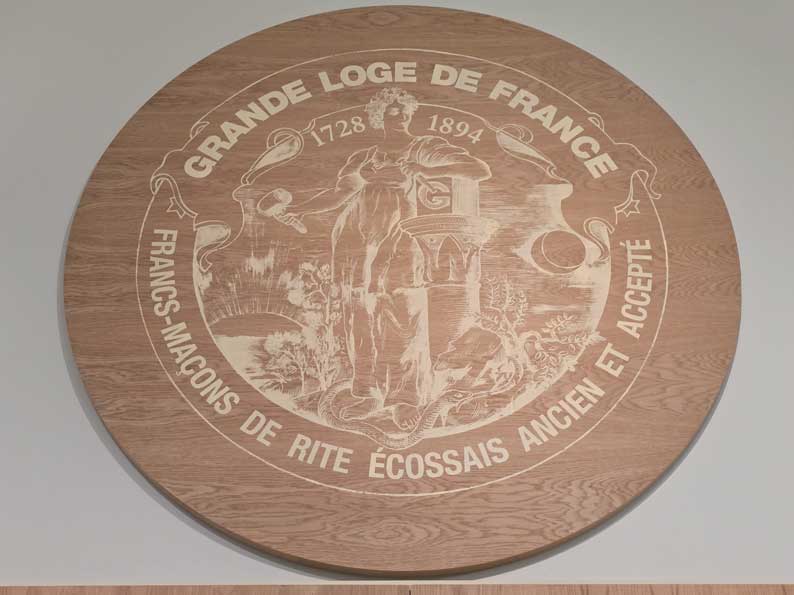 GRANDE LOGE DE FRANCE
1728 1894
G
FRANCS-MAÇONS DE RITE ÉCOSSAIS ANCIEN ET ACCEPTÉ